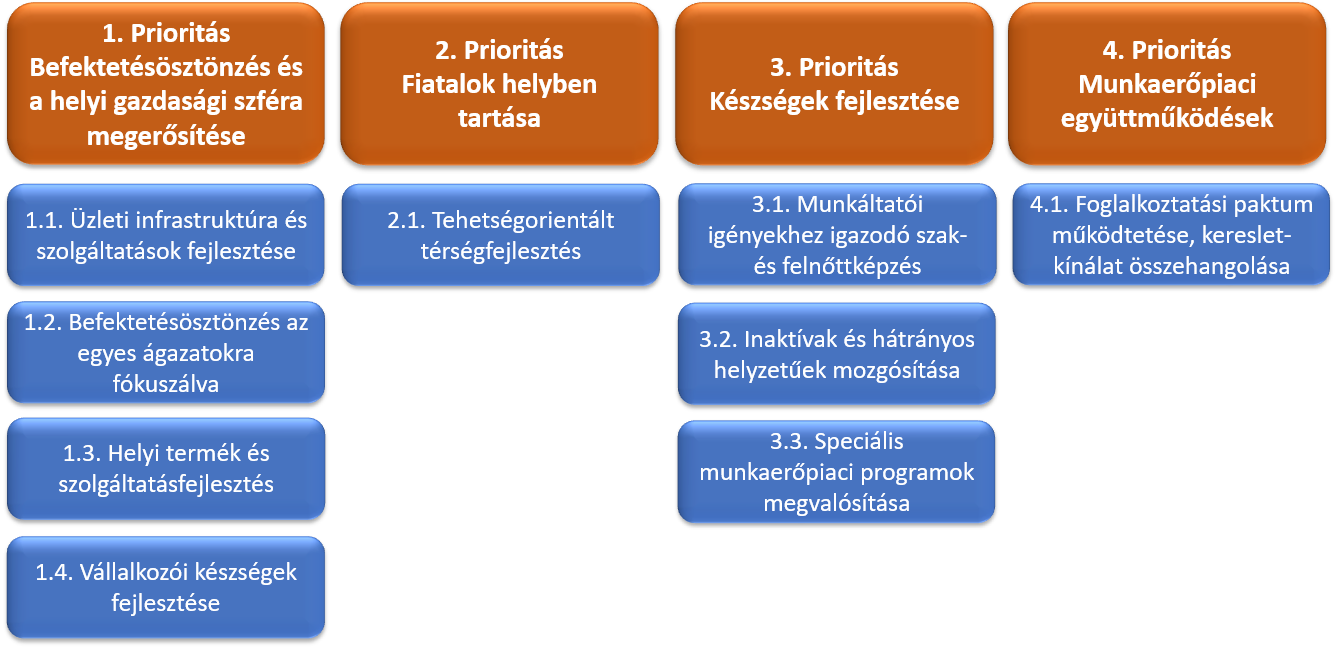 1. Prioritás
Befektetésösztönzés és
a helyi gazdasági szféra
megerősítése
2. Prioritás
Fiatalok helyben
tartása
3. Prioritás
Készségek fejlesztése
4. Prioritás
Munkaerőpiaci
együttműködések
1.1. Üzleti infrastruktúra és
szolgáltatások fejlesztése
2.1. Tehetségorientált
térségfejlesztés
3.1. Munkáltatói
igényekhez igazodó szak-
és felnőttképzés
4.1. Foglalkoztatási paktum
működtetése, kereslet-
kínálat összehangolása
1.2. Befektetésösztönzés az
egyes ágazatokra
fókuszálva
3.2. Inaktívak és hátrányos
helyzetűek mozgósítása
1.3. Helyi termék és
szolgáltatásfejlesztés
3.3. Speciális
munkaerőpiaci programok
megvalósítása
1.4. Vállalkozói készségek
fejlesztése